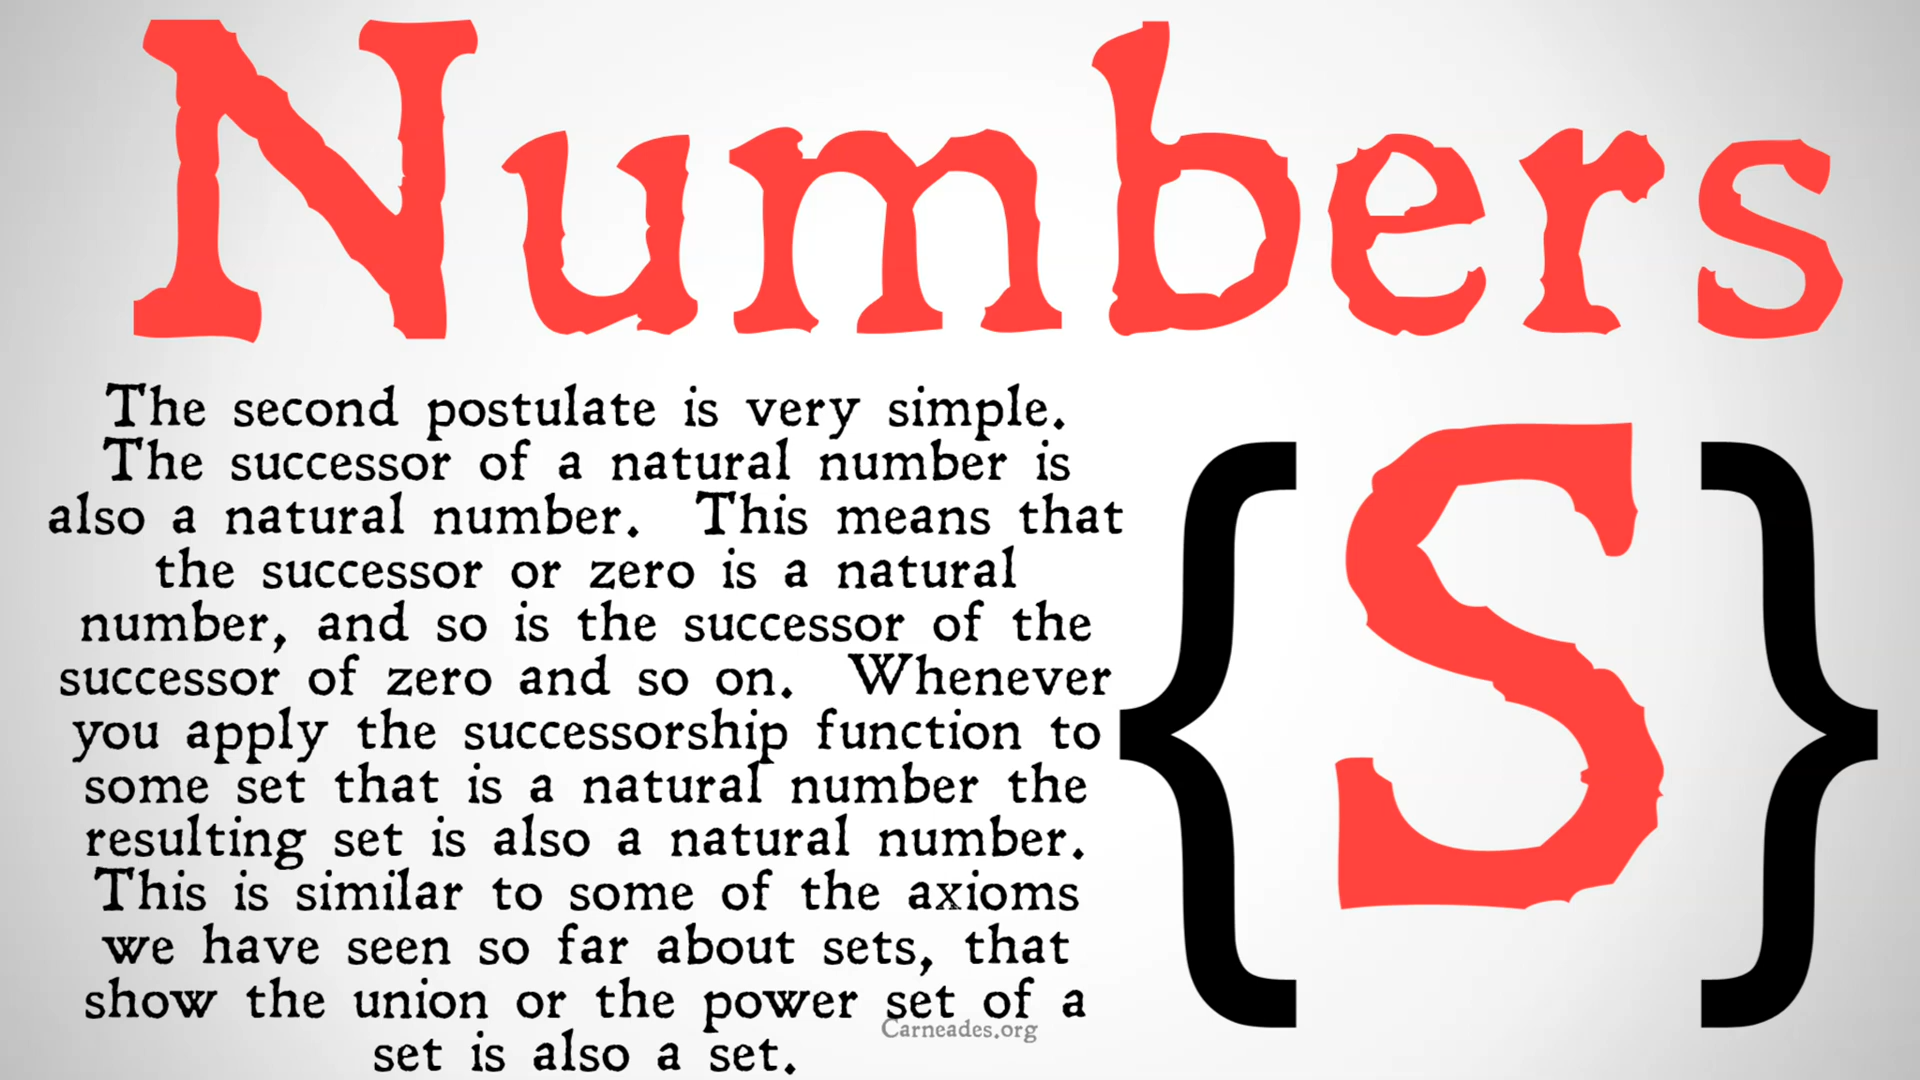 Numbers
The second postulate is very simple.
The successor of a natural number is
also a natural number. This means that
the successor or zero is a natural
number, and so is the successor of the
successor of zero and so on. Whenever
you apply the successorship function to
some set that is a natural number the
resulting set is also a natural number.
This is similar to some of the axioms
we have seen so far about sets, that
show the union or the power set of a
set is also a set.
{S}
Carneades.org